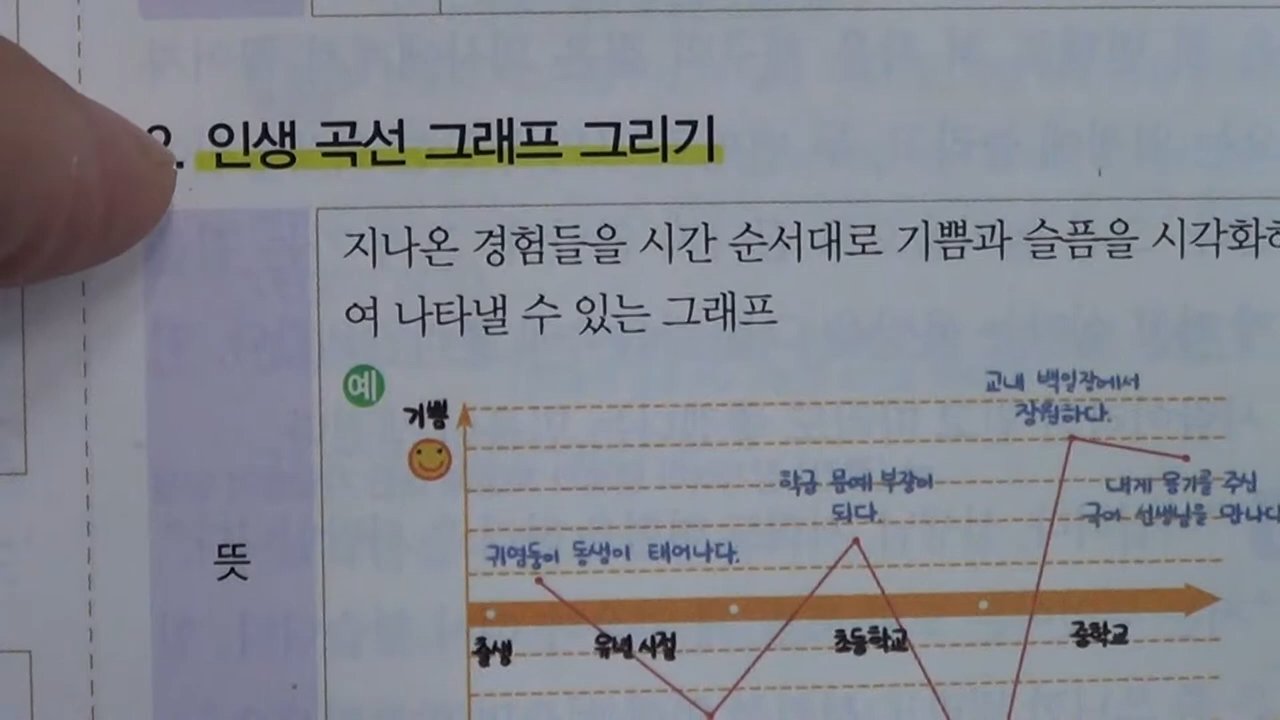 2. 인생 곡선 그래프 그리기
지나온 경험들을 시간 순서대로 기쁨과 슬픔을 시각화하
여 나타낼 수 있는 그래프
예
기쁨
교내 백일장에서
장원하다.
학급 문예 부장이
되다.
내게 용기를 주신
국어 선생님을 만나다
귀염둥이 동생이 태어나다.
뜻
출생 유년 시절 초등학교 중학교